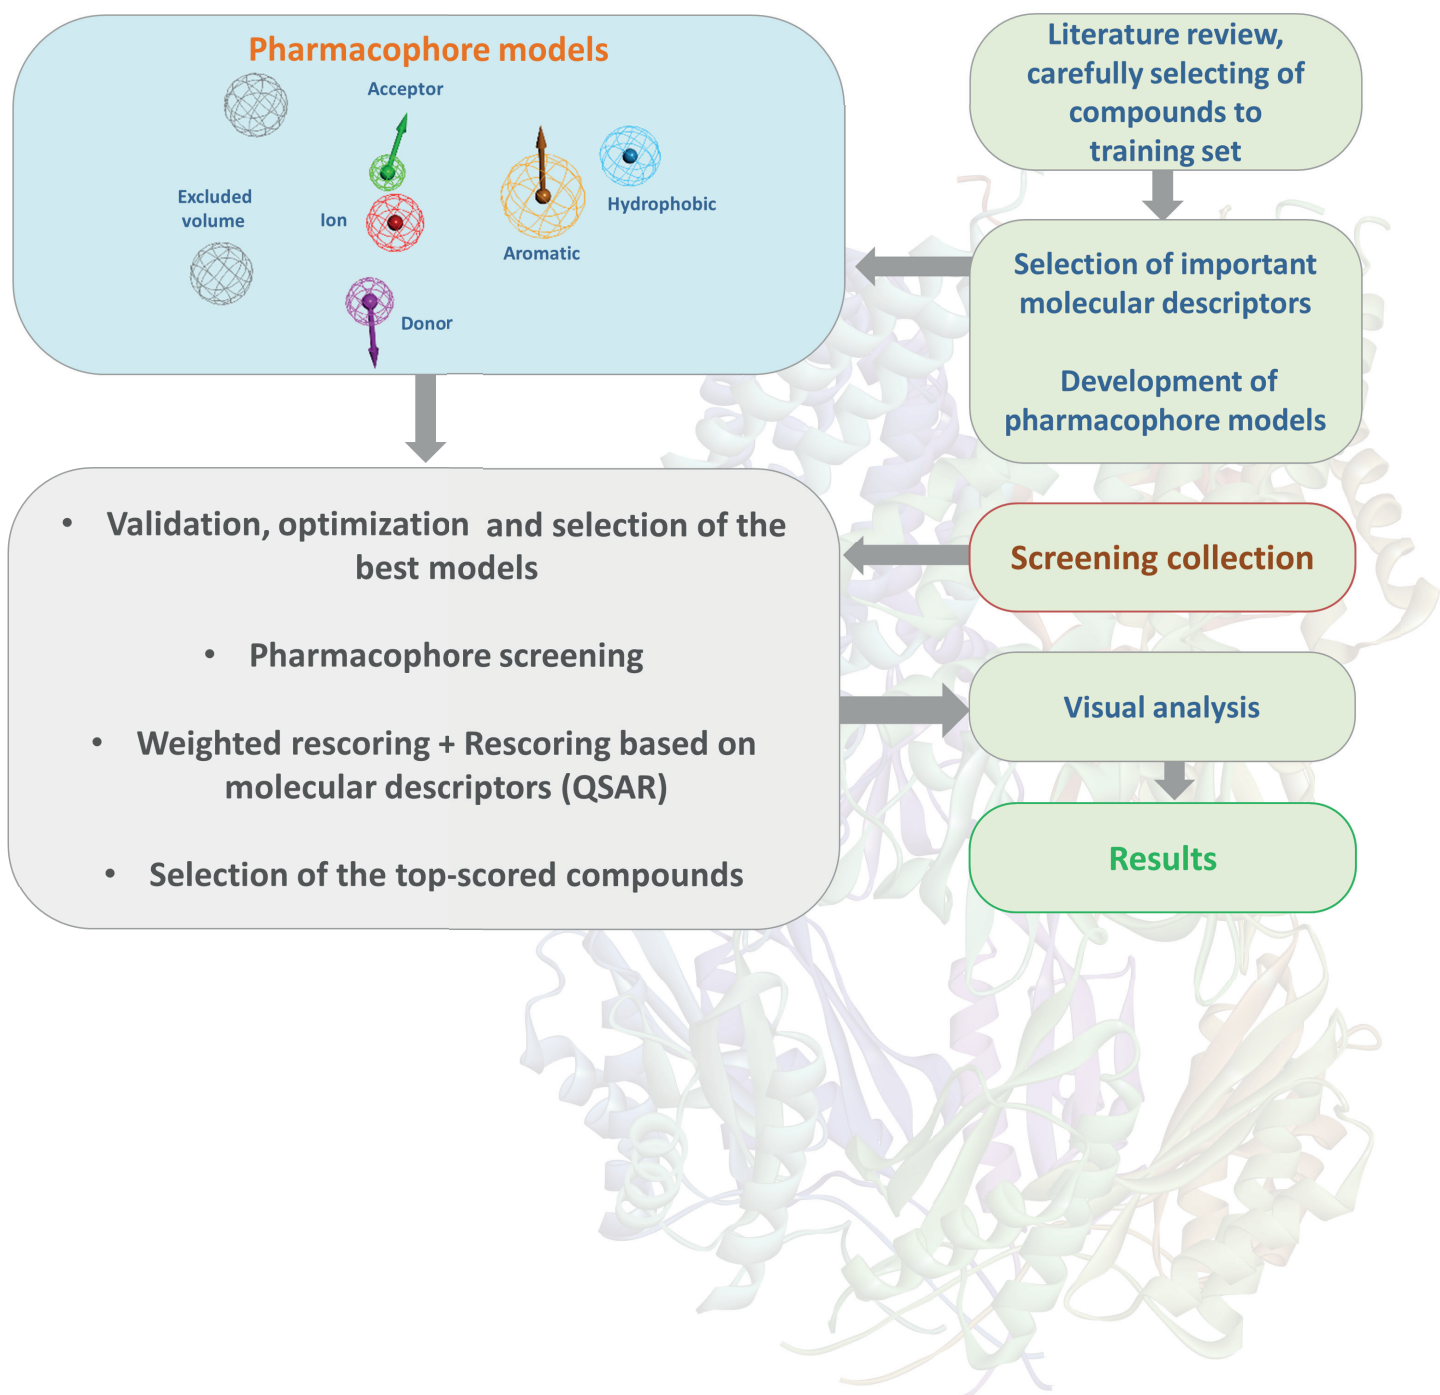 Pharmacophore models
Acceptor
Excluded
volume
Ion
Aromatic
Hydrophobic
Donor
Literature review,
carefully selecting of
compounds to
training set
Selection of important
molecular descriptors
Development of
pharmacophore models
• Validation, optimization and selection of the
best models
• Pharmacophore screening
• Weighted rescoring + Rescoring based on
molecular descriptors (QSAR)
• Selection of the top-scored compounds
Screening collection
Visual analysis
Results